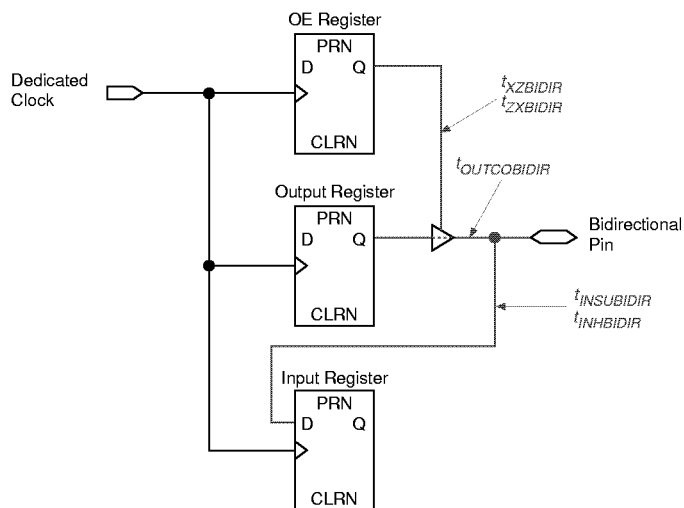 OE Register
PRN
D Q
CLRN
Dedicated
Clock
tXZBIDIR
tZXBIDIR
tOUTCOBIDIR
Output Register
PRN
D Q
CLRN
Bidirectional
Pin
tINSUBIDIR
tINHBIDIR
Input Register
PRN
D Q
CLRN